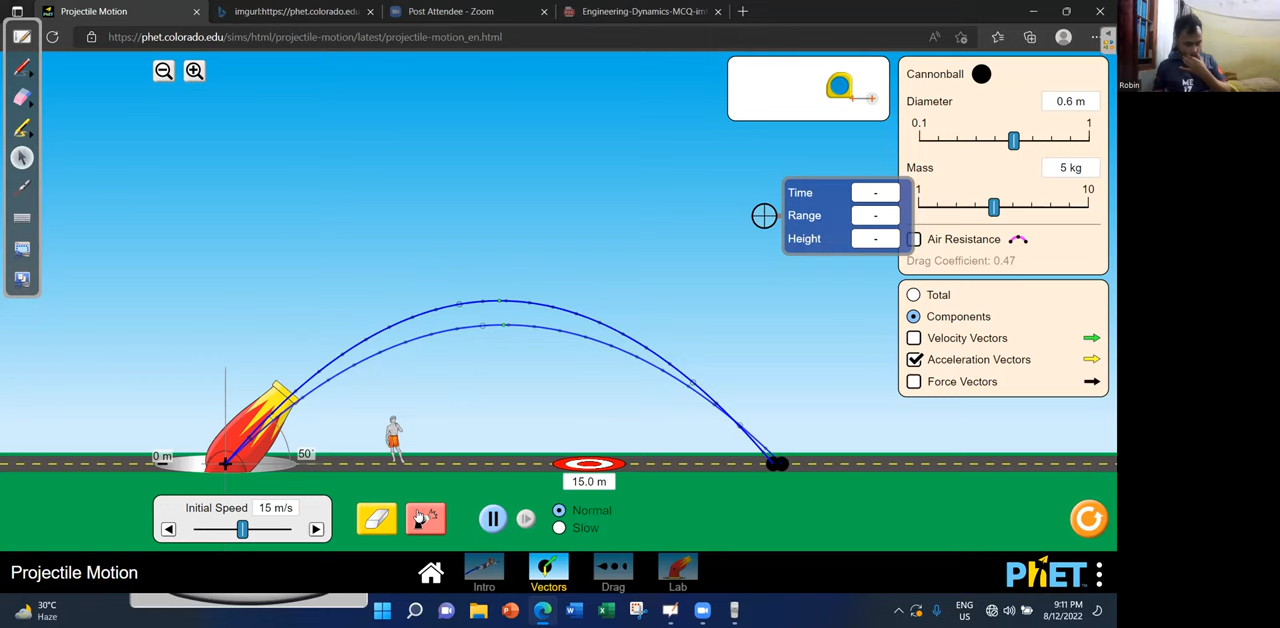 Projectile Motion
imgurl:https://phet.colorado.edu.
Post Attendee - Zoom
Engineering-Dynamics-MCQ-im
https://phet.colorado.edu/sims/html/projectile-motion/latest/projectile-motion_en.html
Robin
Cannonball
Diameter
0.6 m
0.1
1
Mass
5 kg
1
10
Air Resistance
Drag Coefficient: 0.47
Time
-
Range
-
Height
-
Total
Components
Velocity Vectors
Acceleration Vectors
Force Vectors
ME
17
0 m
50°
15.0 m
Initial Speed
15 m/s
Normal
Slow
Projectile Motion
Intro
Vectors
Drag
Lab
PhET
30°C
Haze
ENG
US
9:11 PM
8/12/2022